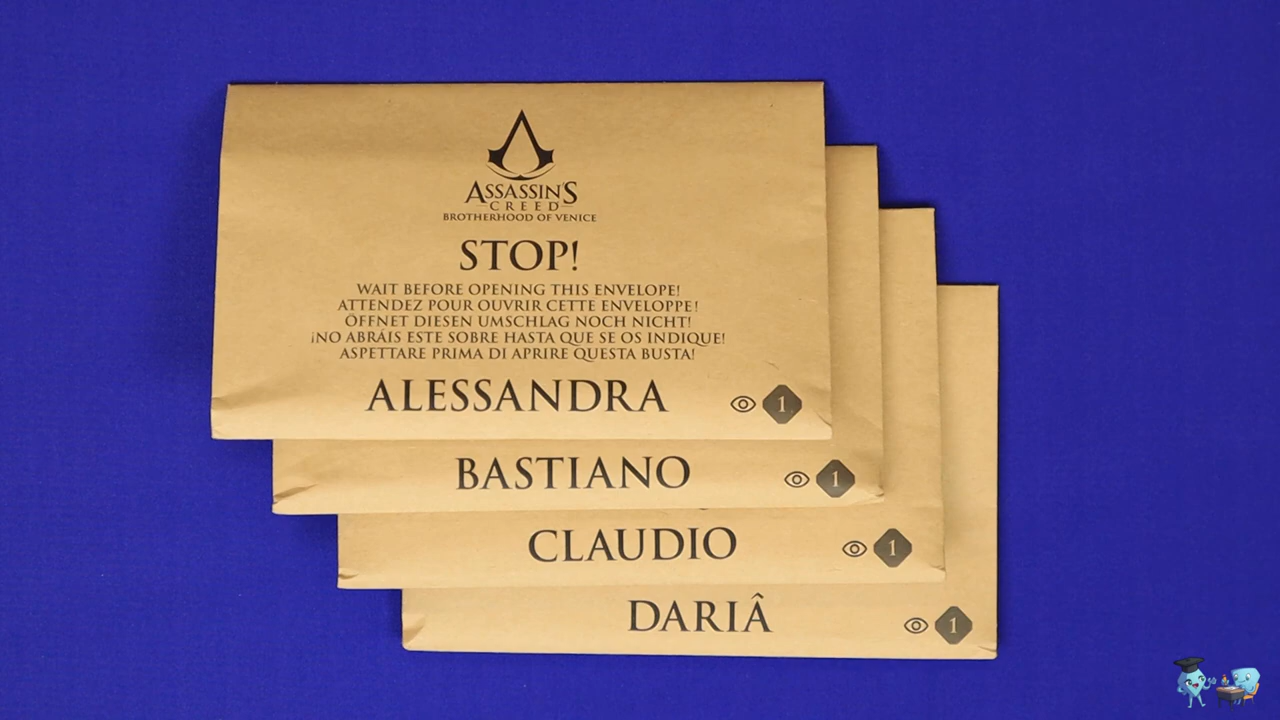 ASSASSIN'S
CREED
BROTHERHOOD OF VENICE
STOP!
WAIT BEFORE OPENING THIS ENVELOPE!
ATTENDEZ POUR OUVRIR CETTE ENVELOPPE!
ÖFFNET DIESEN UMSCHLAG NOCH NICHT!
¡NO ABRÁIS ESTE SOBRE HASTA QUE SE OS INDIQUE!
ASPETTARE PRIMA DI APRIRE QUESTA BUSTA!
ALESSANDRA 1
BASTIANO 1
CLAUDIO 1
DARIÂ 1